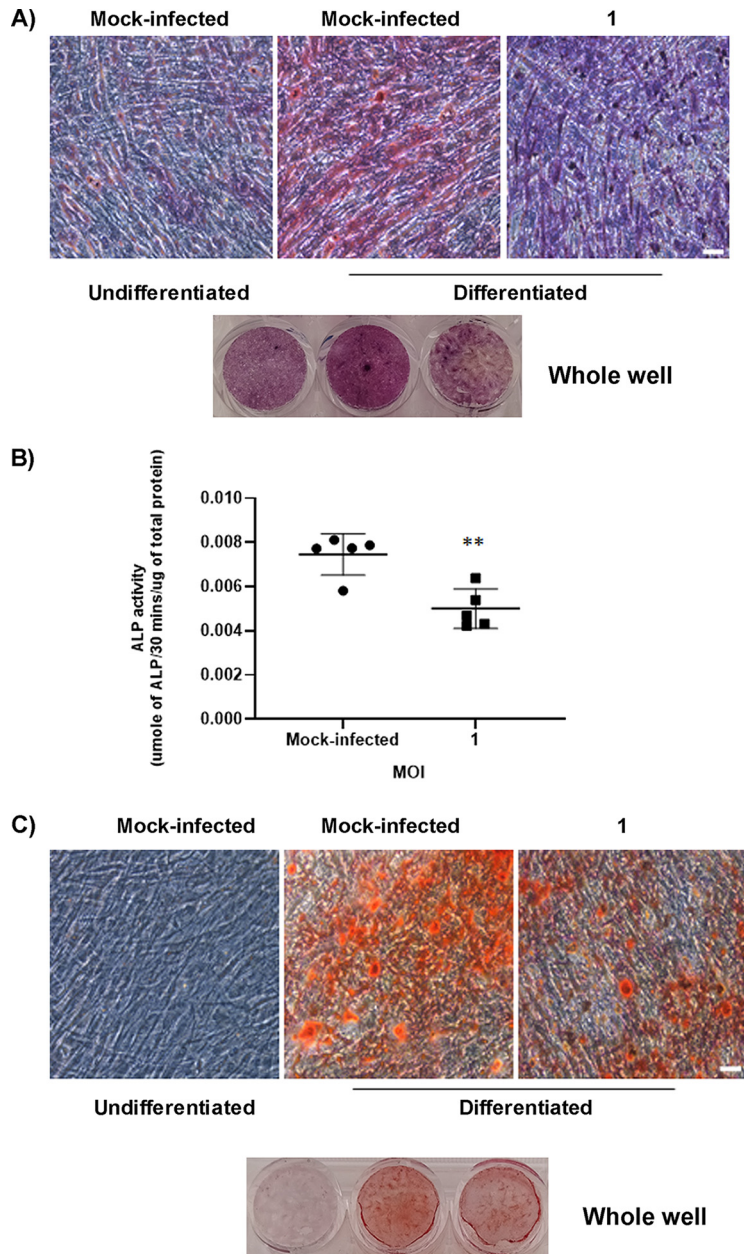 A)
Mock-infected Mock-infected 1
Undifferentiated Differentiated
Whole well
B)
ALP activity
(umole of ALP/30 mins/ug of total protein)
0.010
0.008
0.006
0.004
0.002
0.000
**
Mock-infected 1
MOI
C)
Mock-infected Mock-infected 1
Undifferentiated Differentiated
Whole well